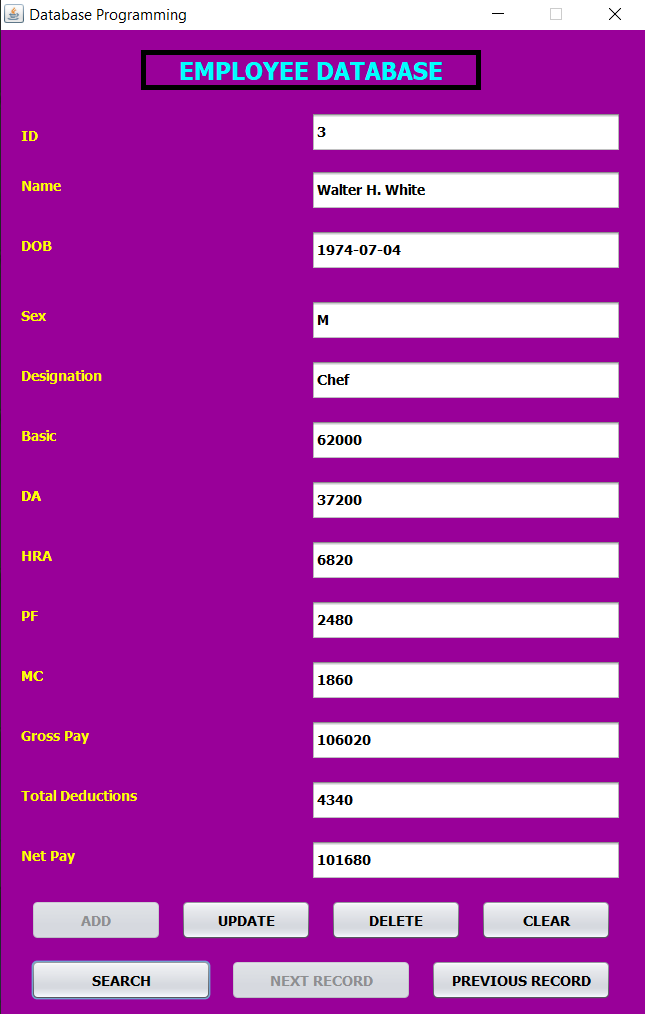 Database Programming
EMPLOYEE DATABASE
ID 3
Name Walter H. White
DOB 1974-07-04
Sex M
Designation Chef
Basic 62000
DA 37200
HRA 6820
PF 2480
MC 1860
Gross Pay 106020
Total Deductions 4340
Net Pay 101680
ADD UPDATE DELETE CLEAR
SEARCH NEXT RECORD PREVIOUS RECORD